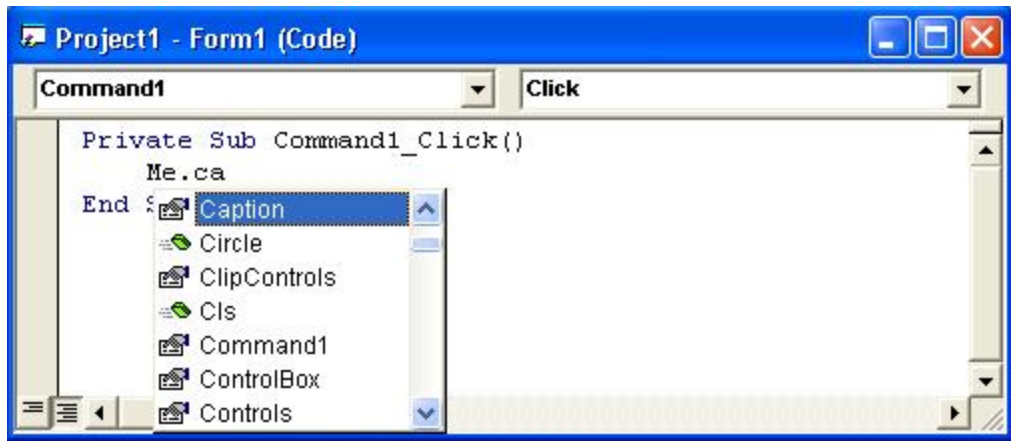 Project1 - Form1 (Code)
Command1 Click
Private Sub Command1_Click()
Me.ca
End S
Caption
Circle
ClipControls
Cls
Command1
ControlBox
Controls